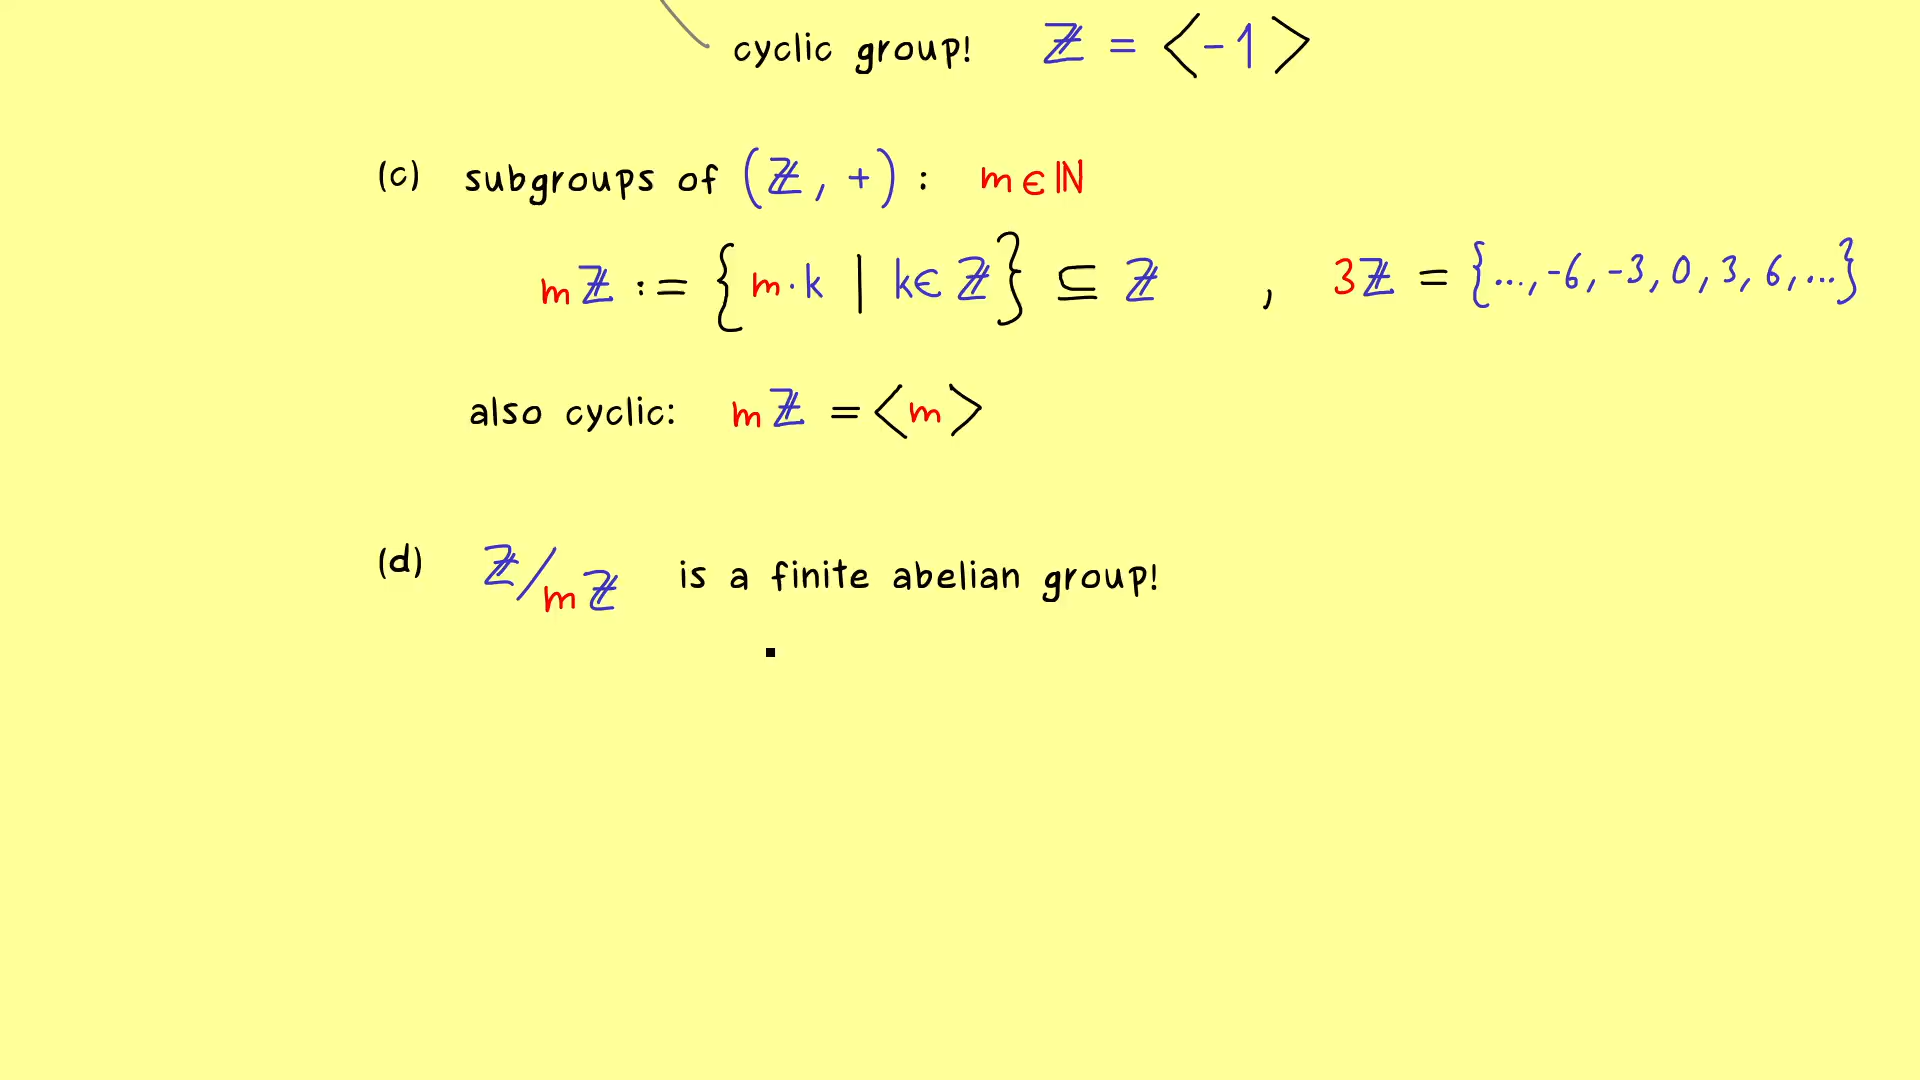 cyclic group! ℤ = <-1>
(c) subgroups of (ℤ, +) : m ∈ ℕ
mℤ := {m·k | k ∈ ℤ} ⊆ ℤ , 3ℤ = {..., -6, -3, 0, 3, 6, ...}
also cyclic: mℤ = <m>
(d) ℤ/mℤ is a finite abelian group!